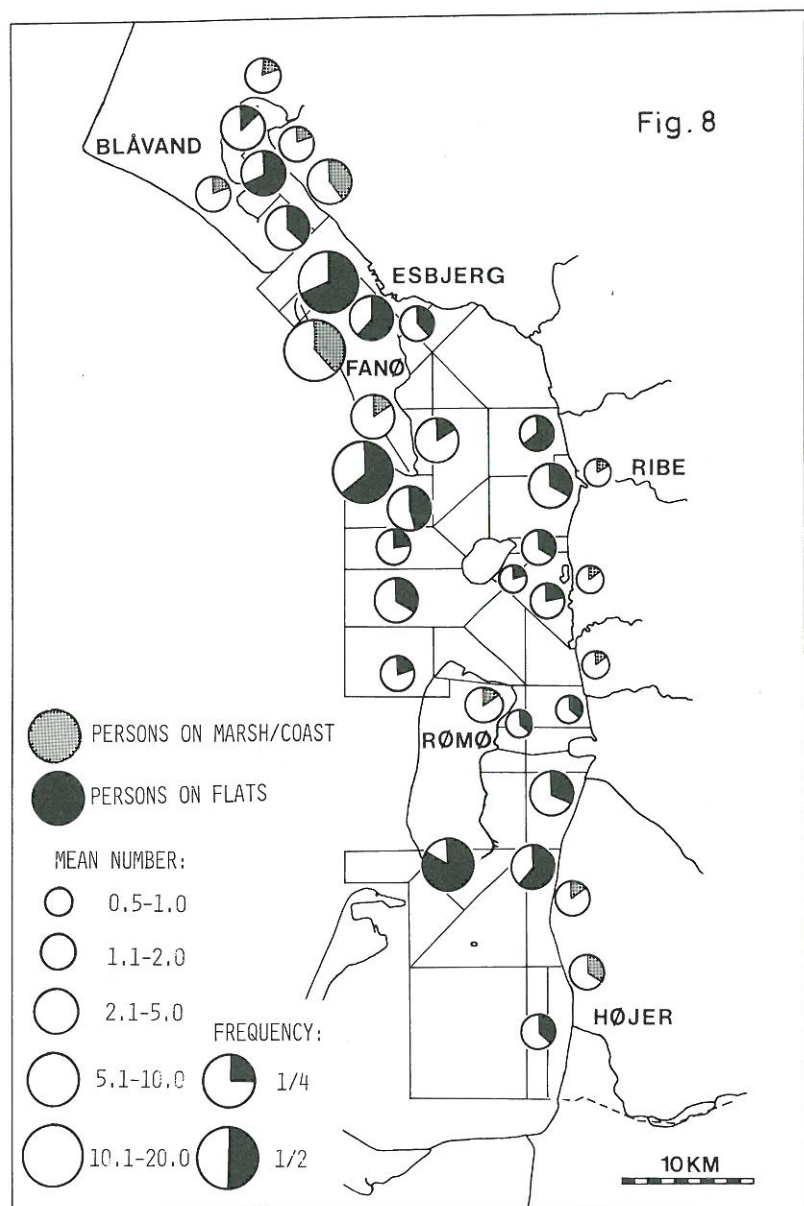 Fig. 8
BLÅVAND
ESBJERG
FANØ
RIBE
RØMØ
HØJER
PERSONS ON MARSH/COAST
PERSONS ON FLATS
MEAN NUMBER:
0.5-1.0
1.1-2.0
2.1-5.0
5.1-10.0
10.1-20.0
FREQUENCY:
1/4
1/2
10KM